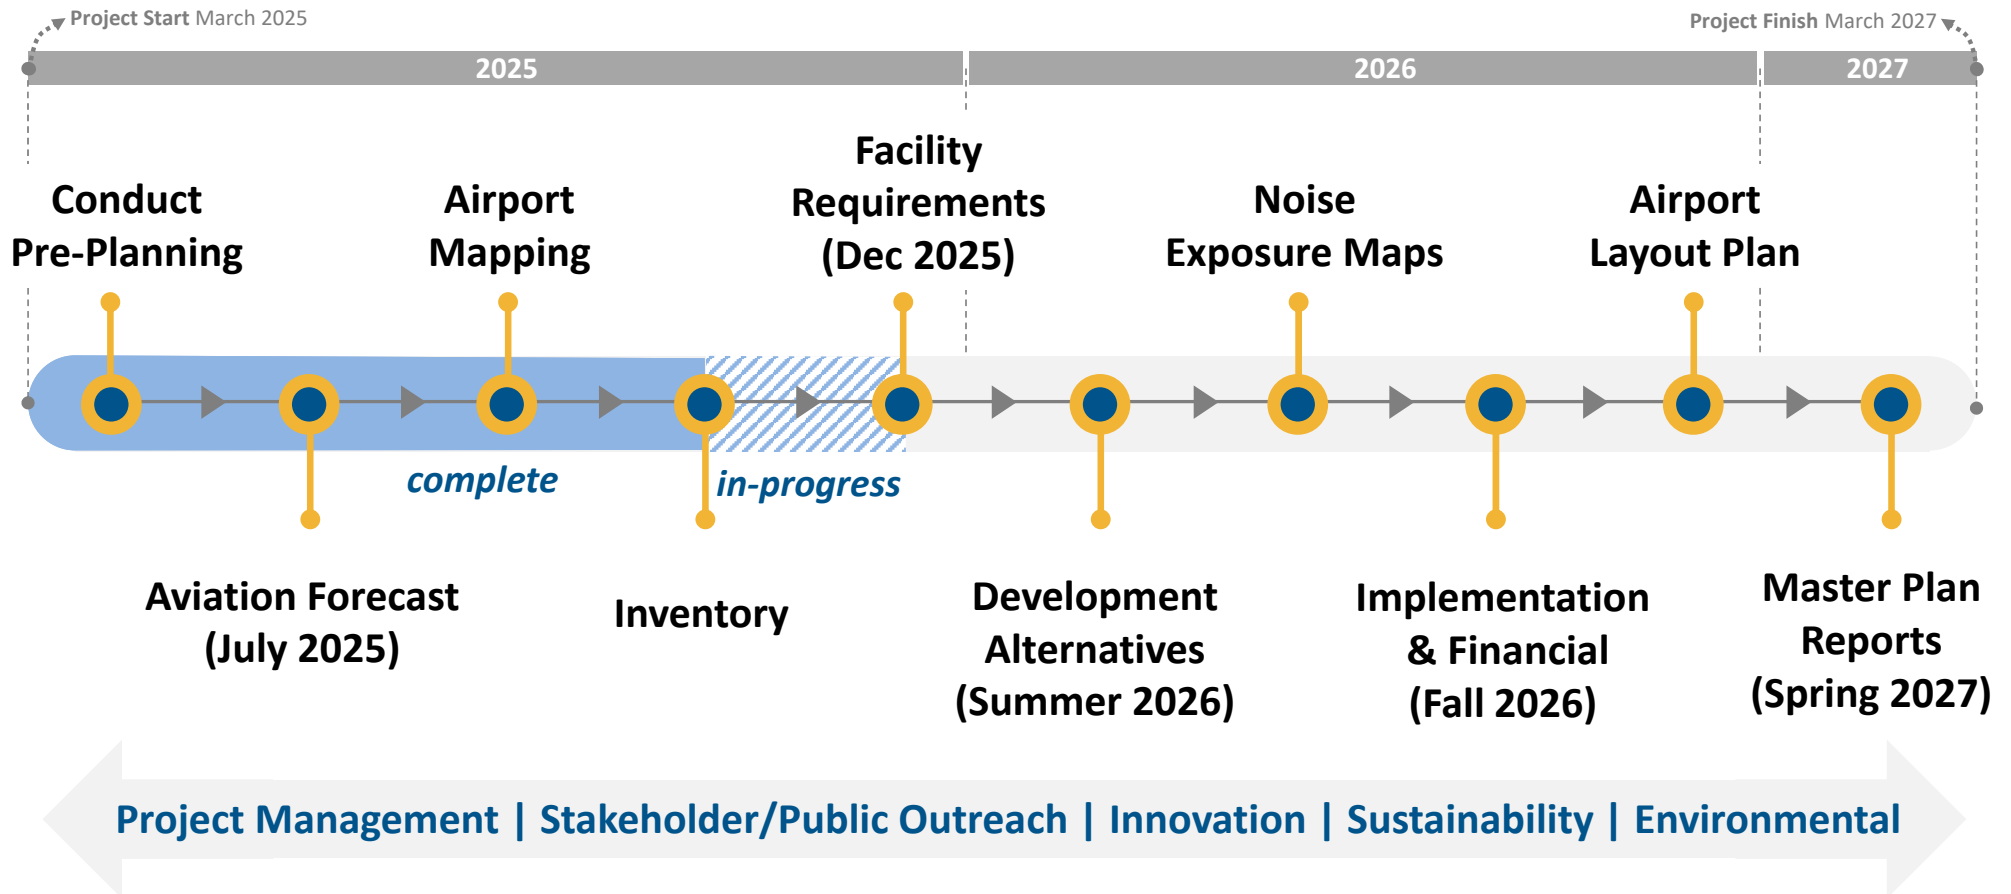 Project Start March 2025
Project Finish March 2027
2025
2026
2027
Conduct
Pre-Planning
Airport
Mapping
Facility
Requirements
(Dec 2025)
Noise
Exposure Maps
Airport
Layout Plan
complete
in-progress
Aviation Forecast
(July 2025)
Inventory
Development
Alternatives
(Summer 2026)
Implementation
& Financial
(Fall 2026)
Master Plan
Reports
(Spring 2027)
Project Management | Stakeholder/Public Outreach | Innovation | Sustainability | Environmental